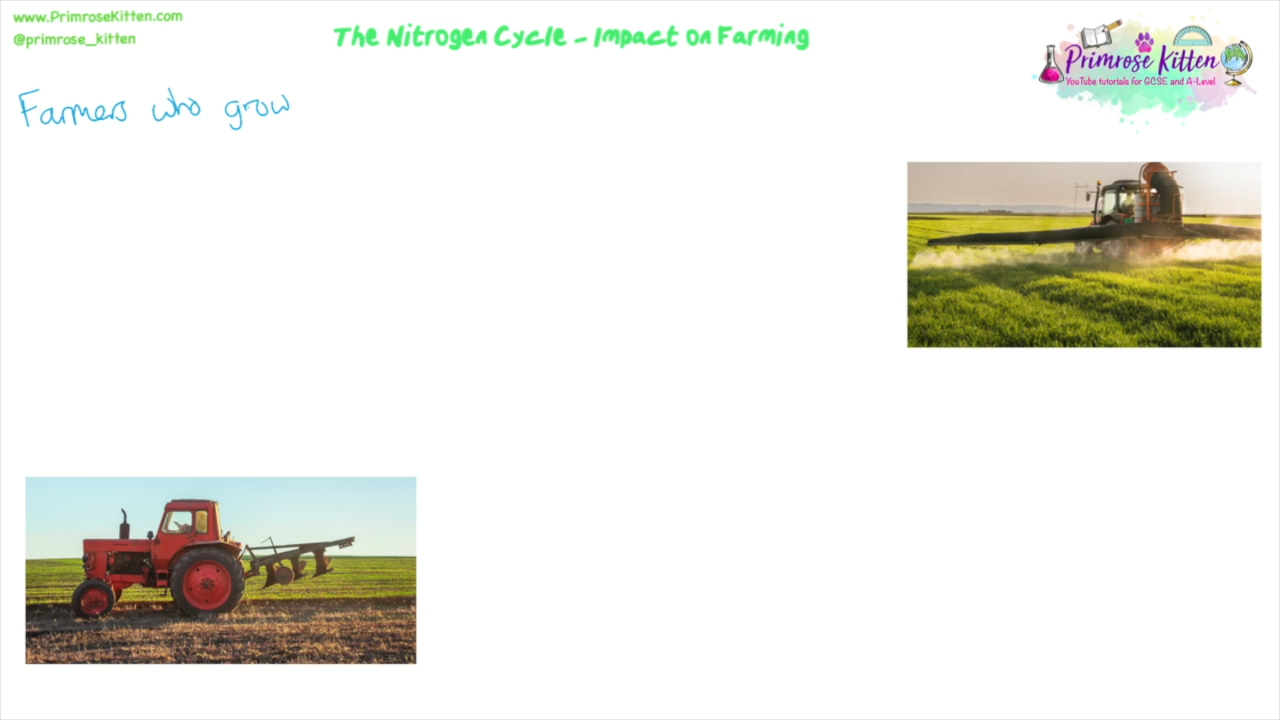 www.PrimroseKitten.com
@primrose_kitten
The Nitrogen Cycle - Impact on Farming
Primrose Kitten
YouTube tutorials for GCSE and A-Level
Farmers who grow